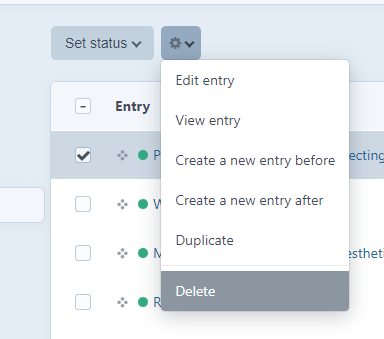 Set status
Entry
Edit entry
View entry
Create a new entry before
Create a new entry after
Duplicate
Delete